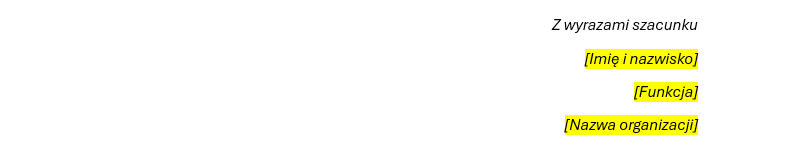 Z wyrazami szacunku
[Imię i nazwisko]
[Funkcja]
[Nazwa organizacji]